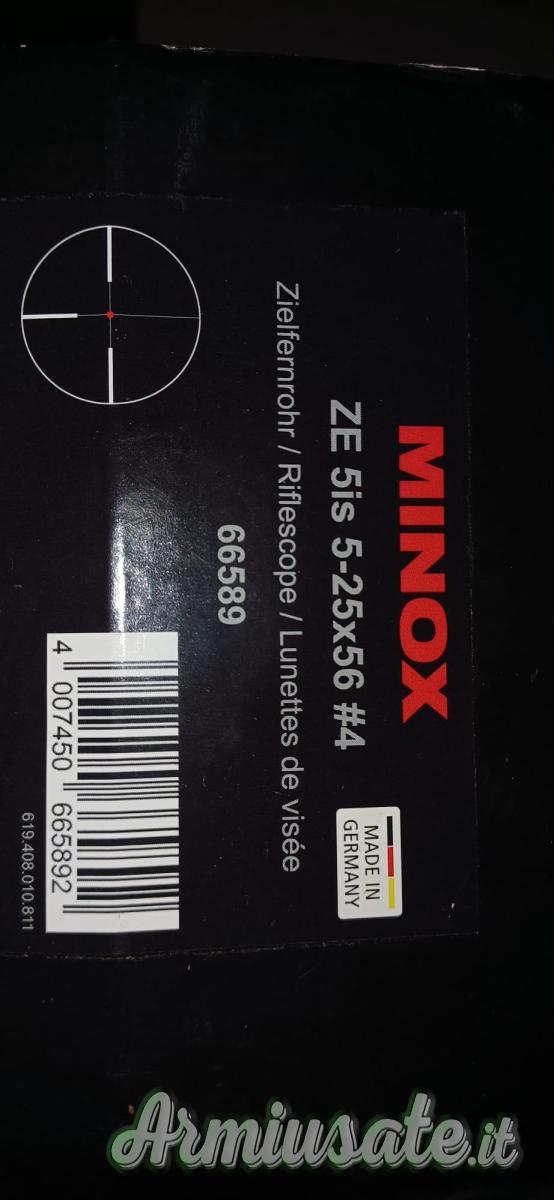 MINOX
ZE 5is 5-25x56 #4
MADE IN
GERMANY
Zielfernrohr / Riflescope / Lunettes de visée
66589
4 007450 665892
619.408.010.811
Armiusate.it